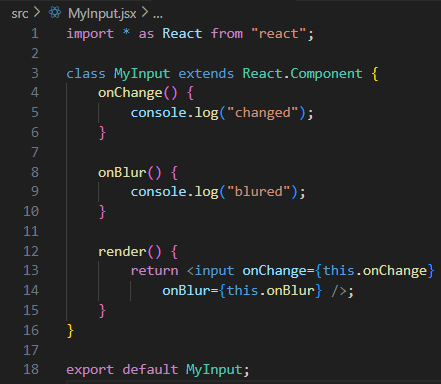 src > MyInput.jsx > ...
1 import * as React from "react";
2
3 class MyInput extends React.Component {
4 onChange() {
5 console.log("changed");
6 }
7
8 onBlur() {
9 console.log("blured");
10 }
11
12 render() {
13 return <input onChange={this.onChange}
14 onBlur={this.onBlur} />;
15 }
16 }
17
18 export default MyInput;